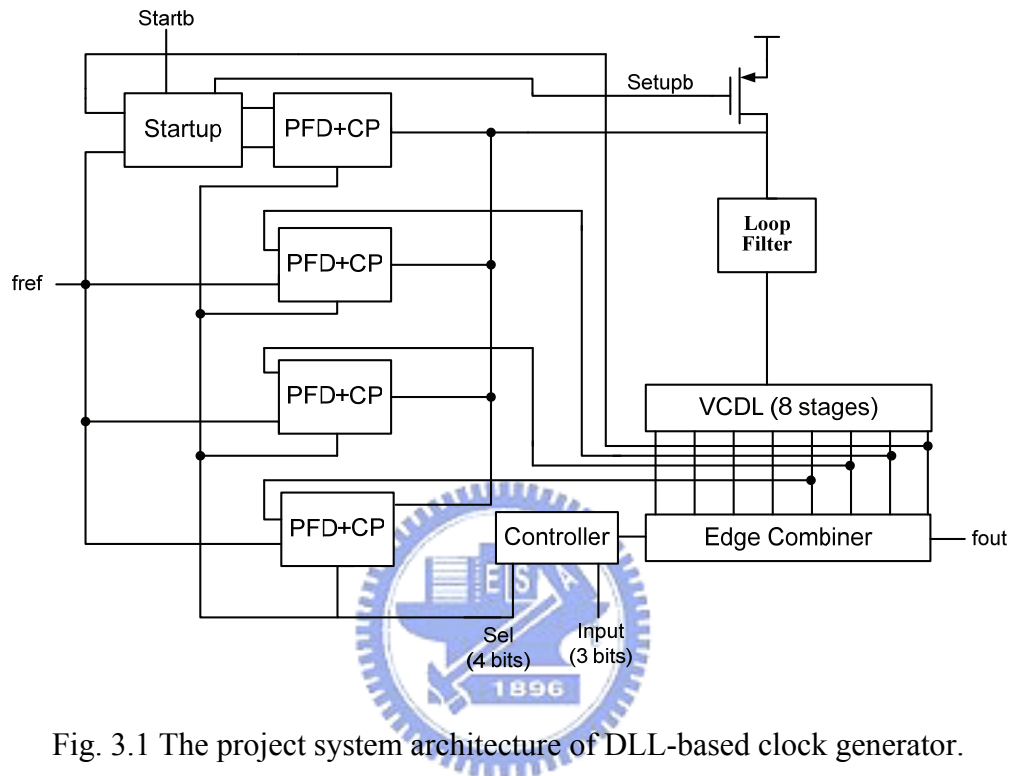 Startb
Setupb
Startup
PFD+CP
Loop
Filter
PFD+CP
fref
PFD+CP
VCDL (8 stages)
PFD+CP
Controller
Edge Combiner
fout
E S A
Sel
(4 bits)
Input
(3 bits)
1896
Fig. 3.1 The project system architecture of DLL-based clock generator.